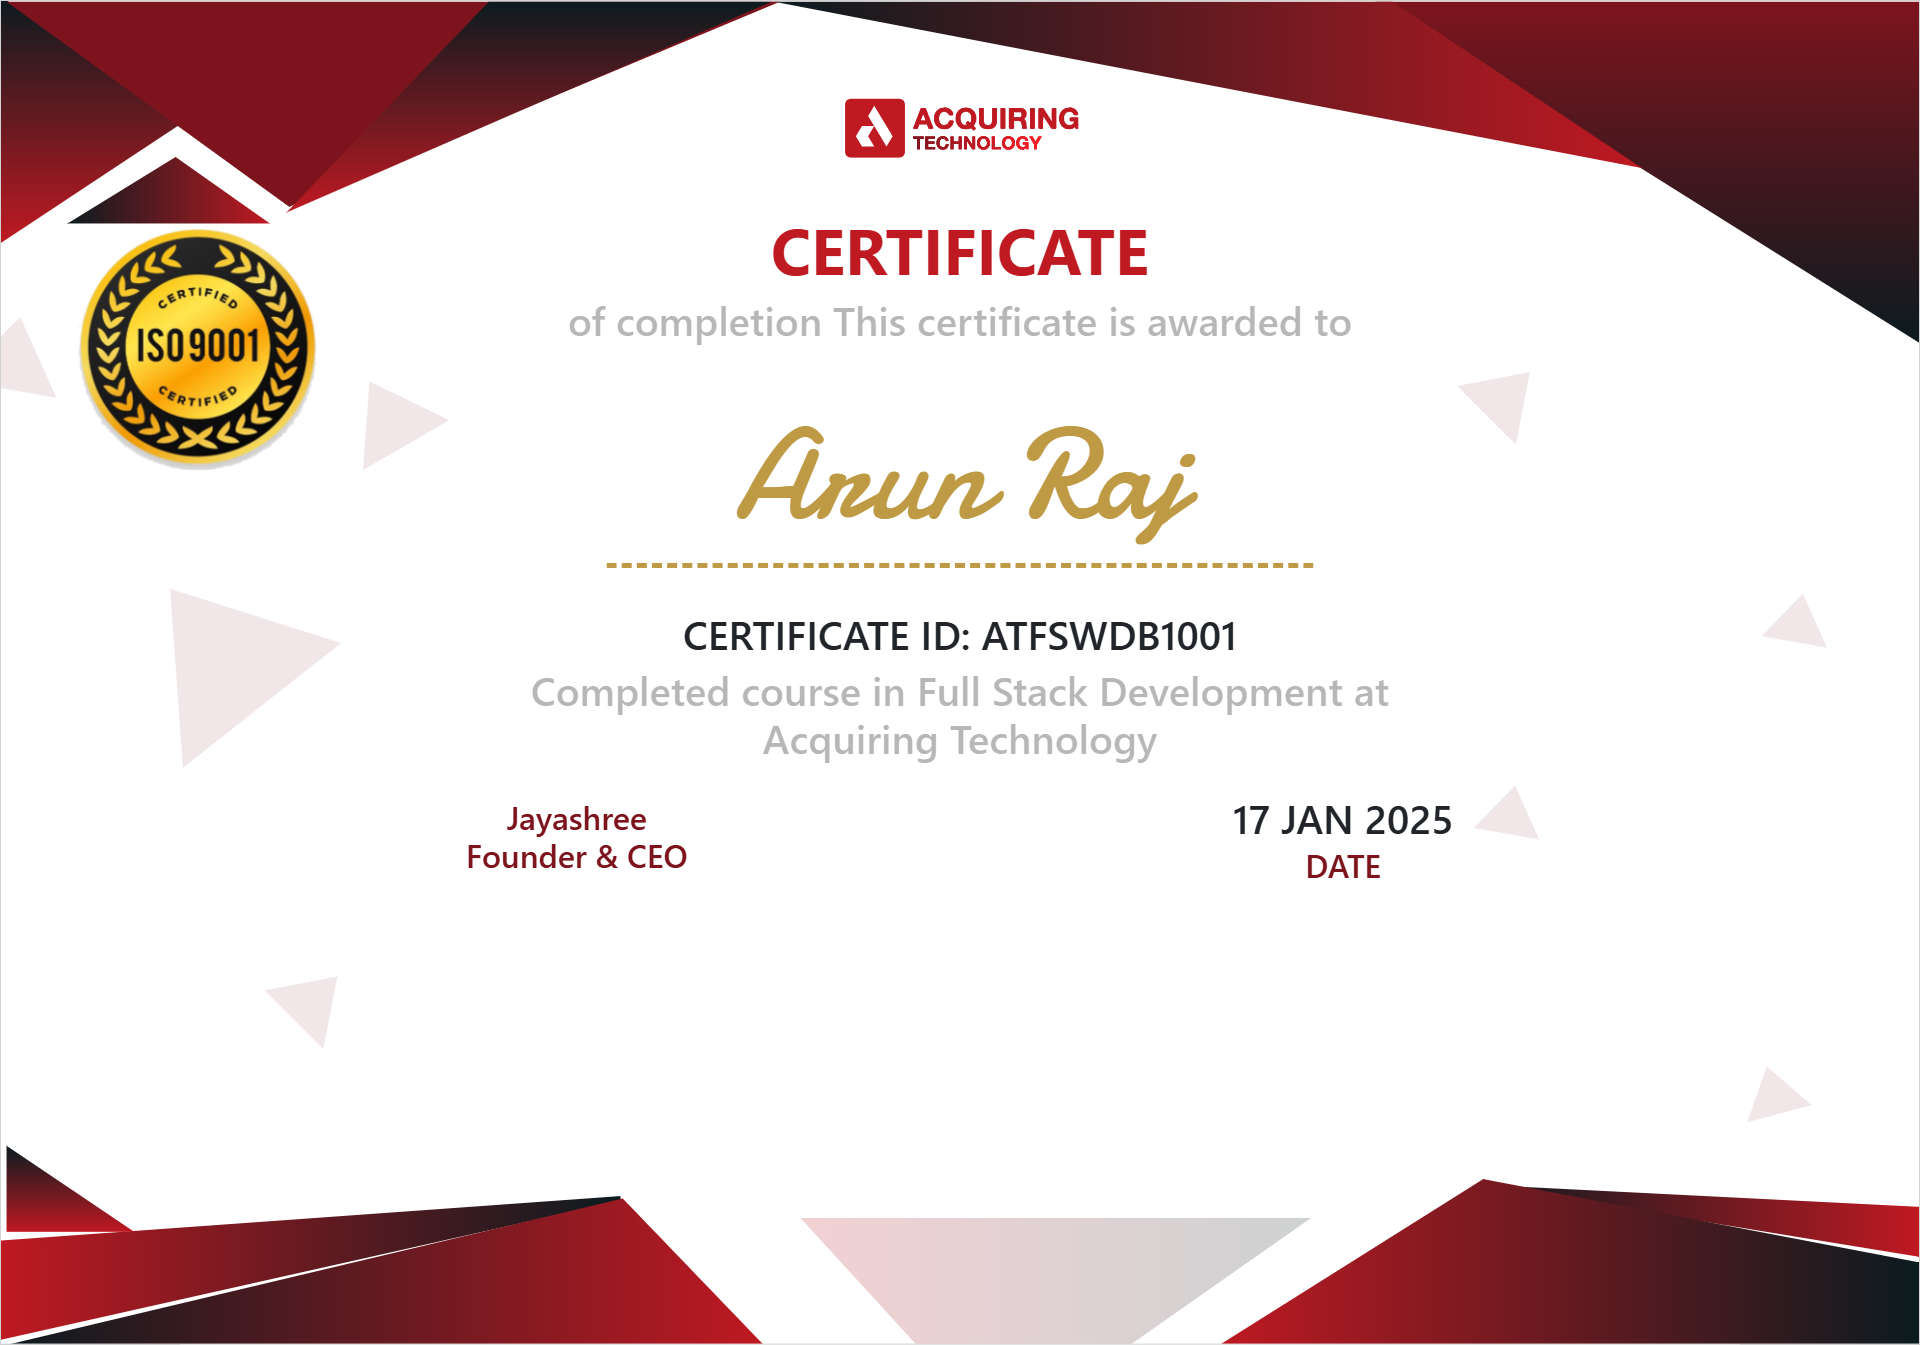 ACQUIRING
TECHNOLOGY
CERTIFICATE
of completion This certificate is awarded to
CERTIFIED
ISO 9001
CERTIFIED
Arun Raj
CERTIFICATE ID: ATFSWDB1001
Completed course in Full Stack Development at
Acquiring Technology
Jayashree
Founder & CEO
17 JAN 2025
DATE